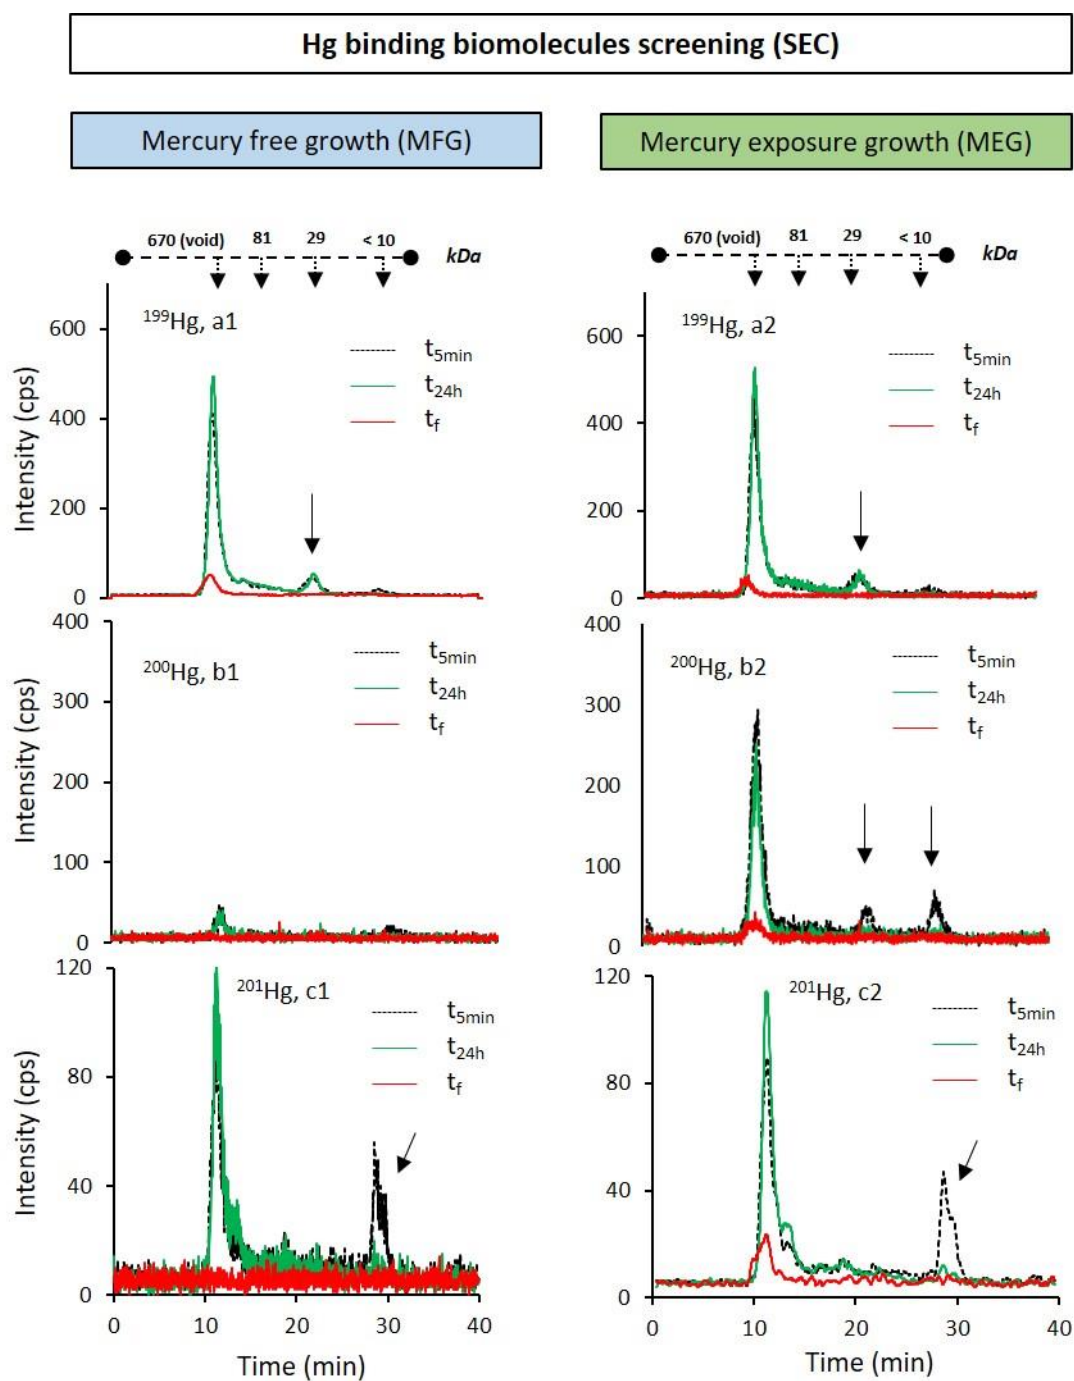 Hg binding biomolecules screening (SEC)
Mercury free growth (MFG)
Mercury exposure growth (MEG)
670 (void) 81 29 < 10 kDa
670 (void) 81 29 < 10 kDa
Intensity (cps)
600
400
200
0
199Hg, a1
t5min
t24h
tf
600
400
200
0
199Hg, a2
t5min
t24h
tf
Intensity (cps)
400
300
200
100
0
200Hg, b1
t5min
t24h
tf
400
300
200
100
0
200Hg, b2
t5min
t24h
tf
Intensity (cps)
120
80
40
0
201Hg, c1
t5min
t24h
tf
0 10 20 30 40
Time (min)
120
80
40
0
201Hg, c2
t5min
t24h
tf
0 10 20 30 40
Time (min)